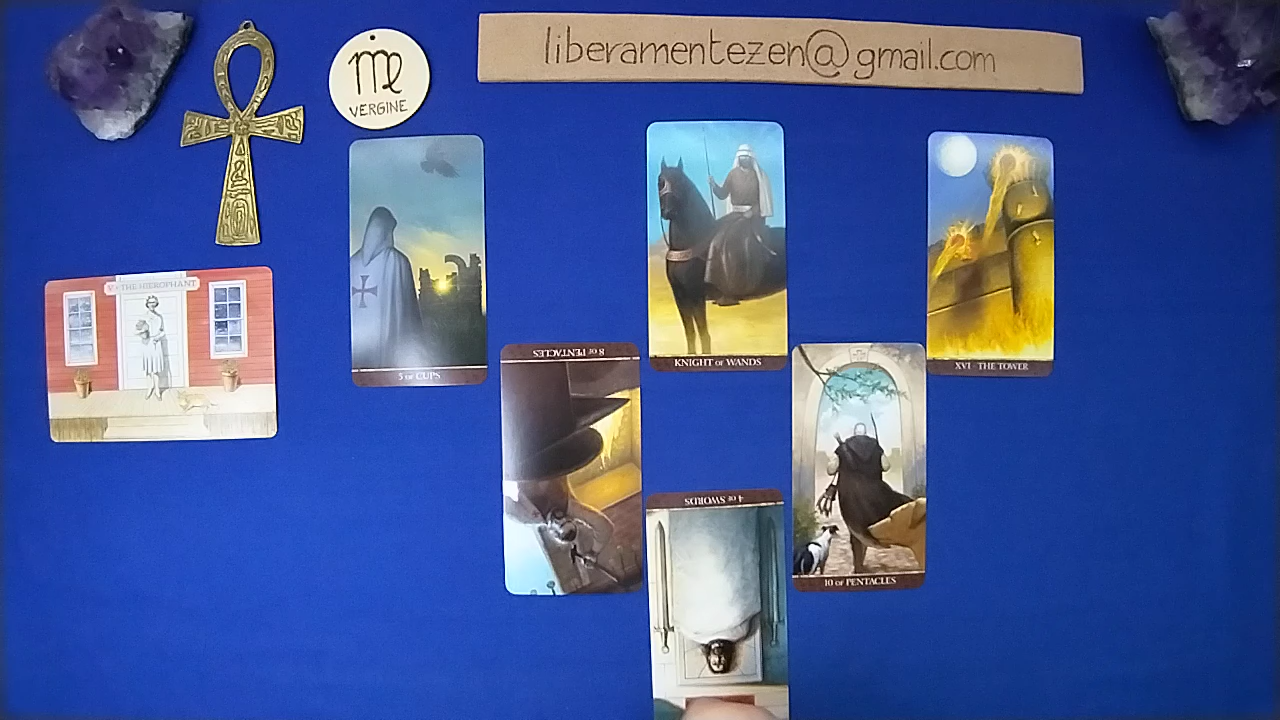 liberamentezen@gmail.com
VERGINE
V · THE HIEROPHANT
5 OF CUPS
KNIGHT OF WANDS
XVI THE TOWER
8 OF PENTACLES
10 OF PENTACLES
4 OF SWORDS